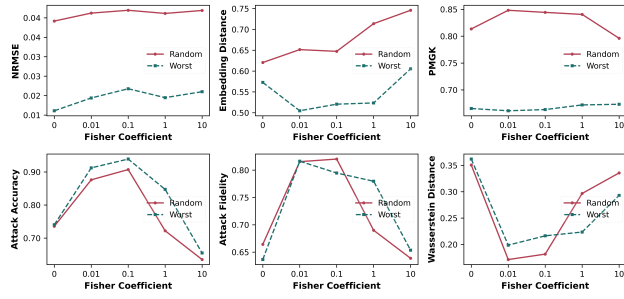 NRMSE
0.04
0.04
0.03
0.03
0.02
0.02
0.01
Random
Worst
0 0.01 0.1 1 10
Fisher Coefficient
Embedding Distance
0.75
0.70
0.65
0.60
0.55
0.50
Random
Worst
0 0.01 0.1 1 10
Fisher Coefficient
PMGK
0.85
0.80
0.75
0.70
Random
Worst
0 0.01 0.1 1 10
Fisher Coefficient
Attack Accuracy
0.90
0.80
0.70
Random
Worst
0 0.01 0.1 1 10
Fisher Coefficient
Attack Fidelity
0.80
0.75
0.70
0.65
Random
Worst
0 0.01 0.1 1 10
Fisher Coefficient
Wasserstein Distance
0.35
0.30
0.25
0.20
Random
Worst
0 0.01 0.1 1 10
Fisher Coefficient